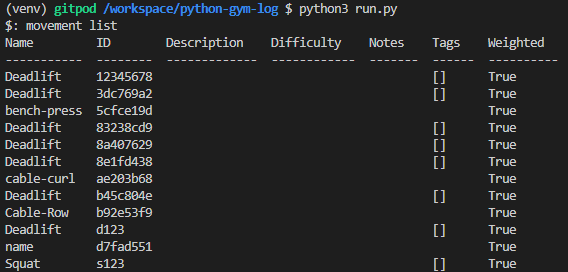 (venv) gitpod /workspace/python-gym-log $ python3 run.py
$: movement list
Name         ID        Description    Difficulty    Notes    Tags    Weighted
-----------  --------  -------------  ------------  -------  ------  ----------
Deadlift     12345678                                        []      True
Deadlift     3dc769a2                                        []      True
bench-press  5cfce19d                                                True
Deadlift     83238cd9                                        []      True
Deadlift     8a407629                                        []      True
Deadlift     8e1fd438                                        []      True
cable-curl   ae203b68                                                True
Deadlift     b45c804e                                        []      True
Cable-Row    b92e53f9                                                True
Deadlift     d123                                            []      True
name         d7fad551                                                True
Squat        s123                                            []      True